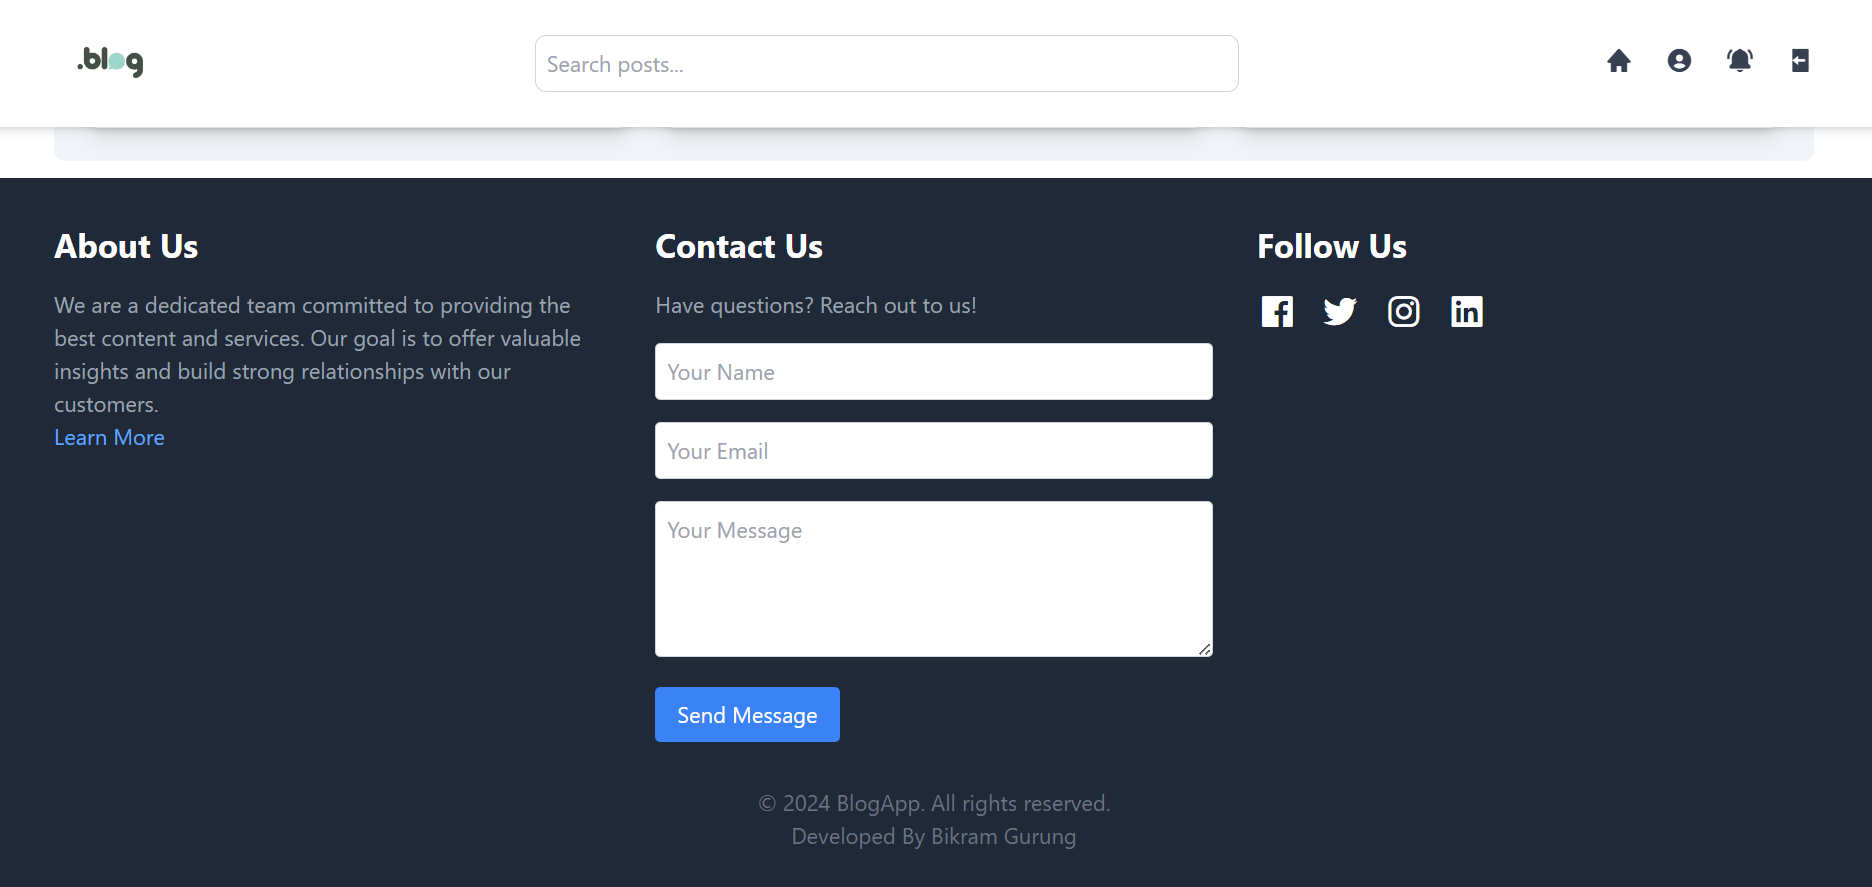 .blog
Search posts...
About Us
We are a dedicated team committed to providing the
best content and services. Our goal is to offer valuable
insights and build strong relationships with our
customers.
Learn More
Contact Us
Have questions? Reach out to us!
Your Name
Your Email
Your Message
Send Message
Follow Us
© 2024 BlogApp. All rights reserved.
Developed By Bikram Gurung